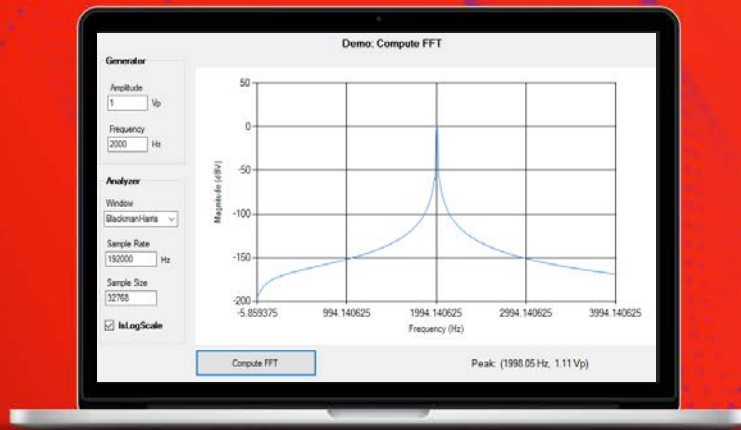 Demo: Compute FFT
Generator
Amplitude
1 Vp
Frequency
2000 Hz
Analyzer
Window
BlackmanHarris
Sample Rate
192000 Hz
Sample Size
32768
IsLogScale
Magnitude (dBV)
50
0
-50
-100
-150
-200
-5.859375 994.140625 1994.140625 2994.140625 3994.140625
Frequency (Hz)
Compute FFT
Peak: (1998.05 Hz, 1.11 Vp)